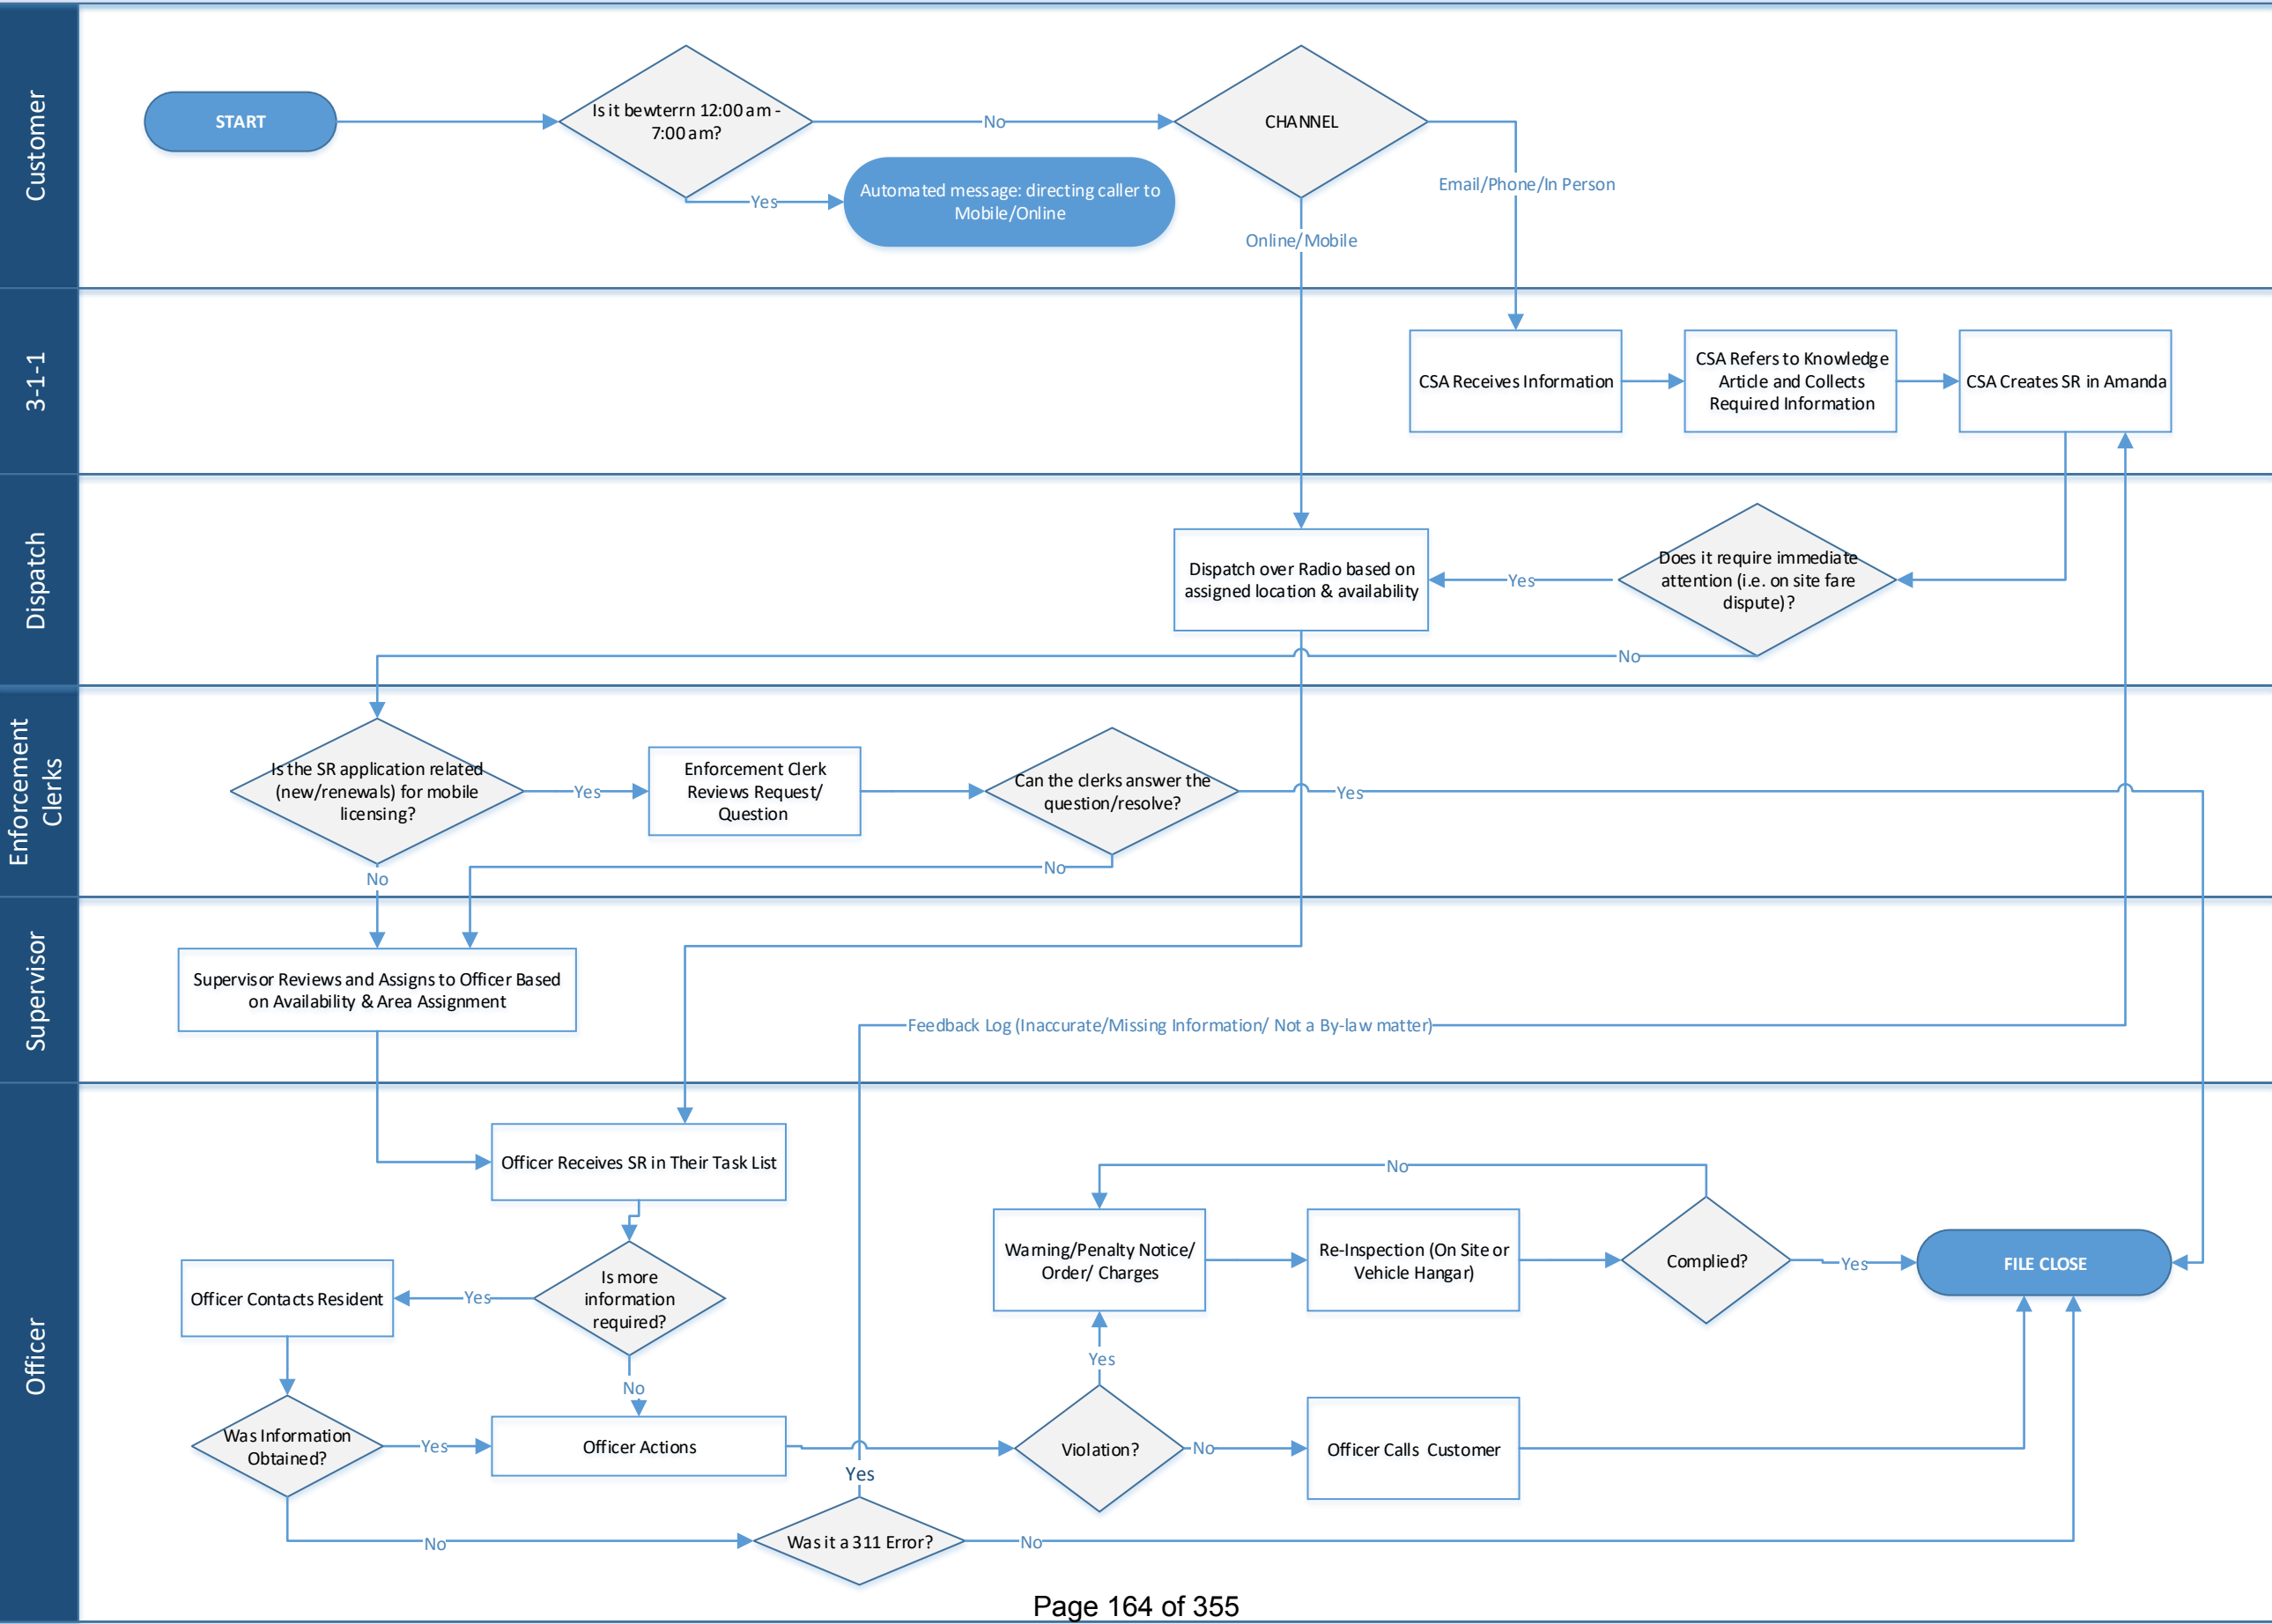 Customer
START
Is it bewterrn 12:00 am -
7:00 am?
No
CHANNEL
Yes
Automated message: directing caller to
Mobile/Online
Email/Phone/In Person
Online/Mobile
3-1-1
CSA Receives Information
CSA Refers to Knowledge
Article and Collects
Required Information
CSA Creates SR in Amanda
Dispatch
Dispatch over Radio based on
assigned location & availability
Yes
Does it require immediate
attention (i.e. on site fare
dispute)?
No
Enforcement
Clerks
Is the SR application related
(new/renewals) for mobile
licensing?
Yes
Enforcement Clerk
Reviews Request/
Question
Can the clerks answer the
question/resolve?
Yes
No
No
Supervisor
Supervisor Reviews and Assigns to Officer Based
on Availability & Area Assignment
Feedback Log (Inaccurate/Missing Information/ Not a By-law matter)
Officer
Officer Receives SR in Their Task List
No
Warning/Penalty Notice/
Order/ Charges
Re-Inspection (On Site or
Vehicle Hangar)
Complied?
Yes
FILE CLOSE
Officer Contacts Resident
Yes
Is more
information
required?
No
Yes
Was Information
Obtained?
Yes
Officer Actions
Violation?
No
Officer Calls Customer
Yes
No
Was it a 311 Error?
No
Page 164 of 355